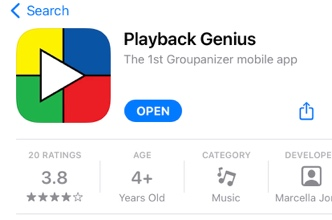 Search
Playback Genius
The 1st Groupanizer mobile app
OPEN
20 RATINGS
3.8
AGE
4+
Years Old
CATEGORY
Music
DEVELOPE
Marcella Jo